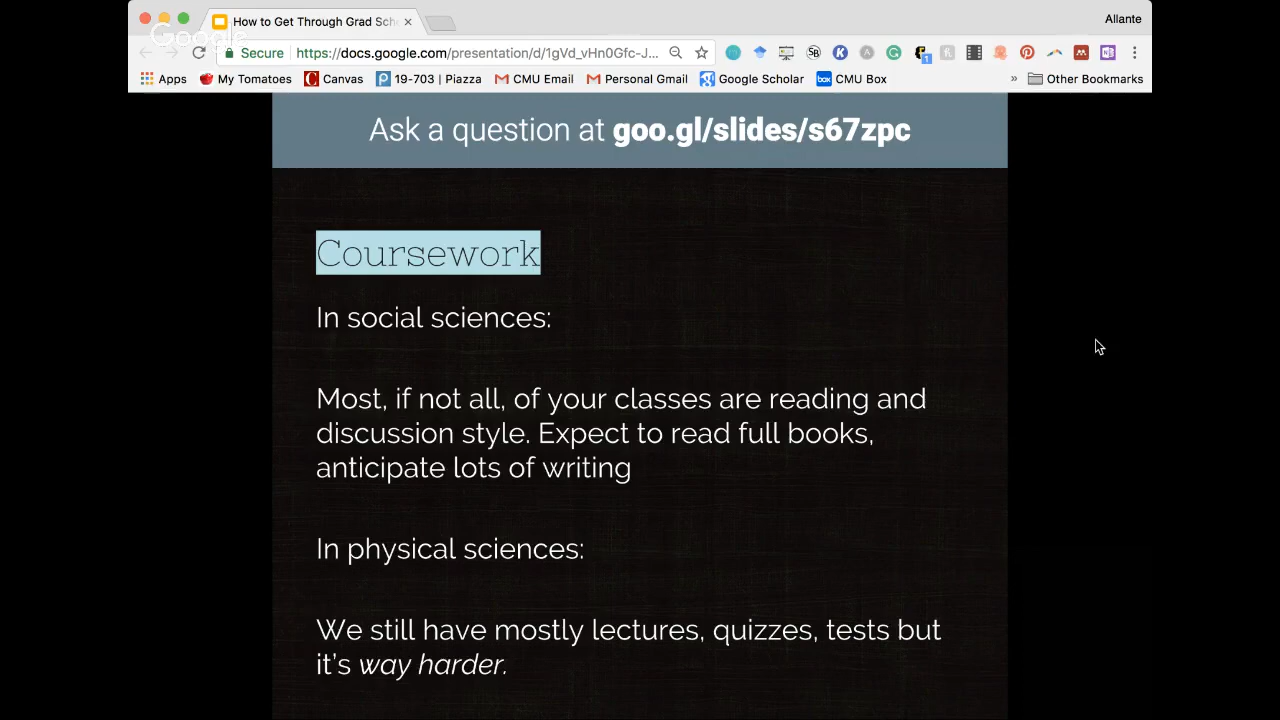 How to Get Through Grad Scho
Allante
Google
Secure https://docs.google.com/presentation/d/1gVd_vHn0Gfc-J...
Apps My Tomatoes Canvas 19-703 | Piazza CMU Email Personal Gmail Google Scholar box CMU Box » Other Bookmarks
Ask a question at goo.gl/slides/s67zpc
Coursework
In social sciences:
Most, if not all, of your classes are reading and
discussion style. Expect to read full books,
anticipate lots of writing
In physical sciences:
We still have mostly lectures, quizzes, tests but
it's way harder.